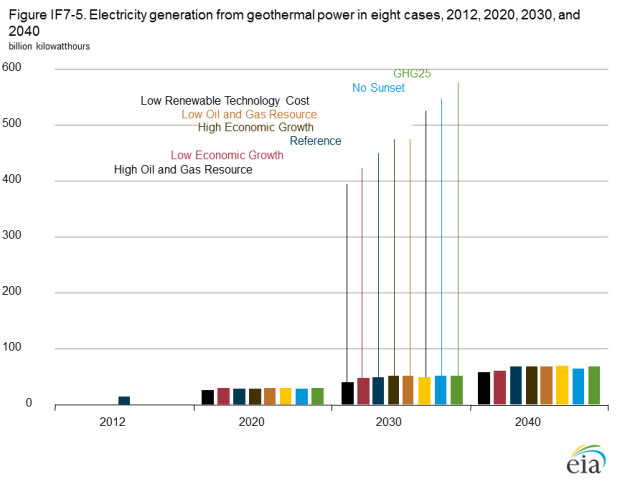 Figure IF7-5. Electricity generation from geothermal power in eight cases, 2012, 2020, 2030, and
2040
billion kilowatthours
600
GHG25
No Sunset
Low Renewable Technology Cost
Low Oil and Gas Resource
500
High Economic Growth
Reference
Low Economic Growth
High Oil and Gas Resource
400
300
200
100
0
2012
2020
2030
2040
eia